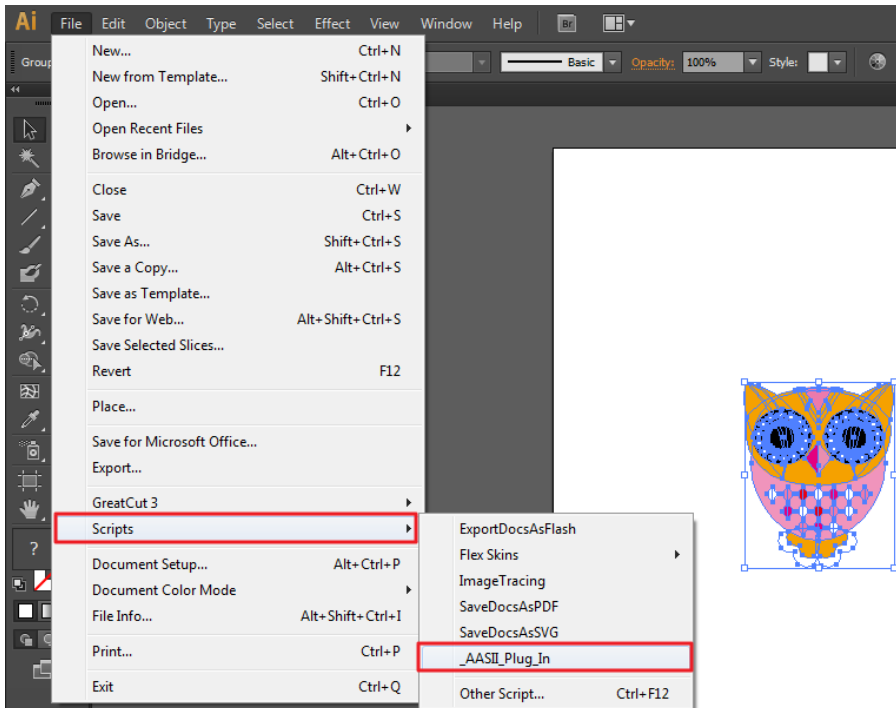 Ai File Edit Object Type Select Effect View Window Help Br
Group Basic Opacity: 100% Style:
New... Ctrl+N
New from Template... Shift+Ctrl+N
Open... Ctrl+O
Open Recent Files
Browse in Bridge... Alt+Ctrl+O
Close Ctrl+W
Save Ctrl+S
Save As... Shift+Ctrl+S
Save a Copy... Alt+Ctrl+S
Save as Template...
Save for Web... Alt+Shift+Ctrl+S
Save Selected Slices...
Revert F12
Place...
Save for Microsoft Office...
Export...
GreatCut 3
Scripts
Document Setup... Alt+Ctrl+P
Document Color Mode
File Info... Alt+Shift+Ctrl+I
Print... Ctrl+P
Exit Ctrl+Q
ExportDocsAsFlash
Flex Skins
ImageTracing
SaveDocsAsPDF
SaveDocsAsSVG
_AASII_Plug_In
Other Script... Ctrl+F12
?